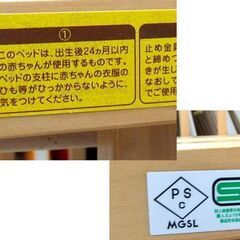 ①
このベッドは、出生後24ヵ月以内
の赤ちゃんが使用するものです。
ベッドの支柱に赤ちゃんの衣服の
ひも等がひっかからないように、
気をつけてください。
止め金具
と締めつ
きが生じ
なおして
でご使用
PS
C
MGSL
S